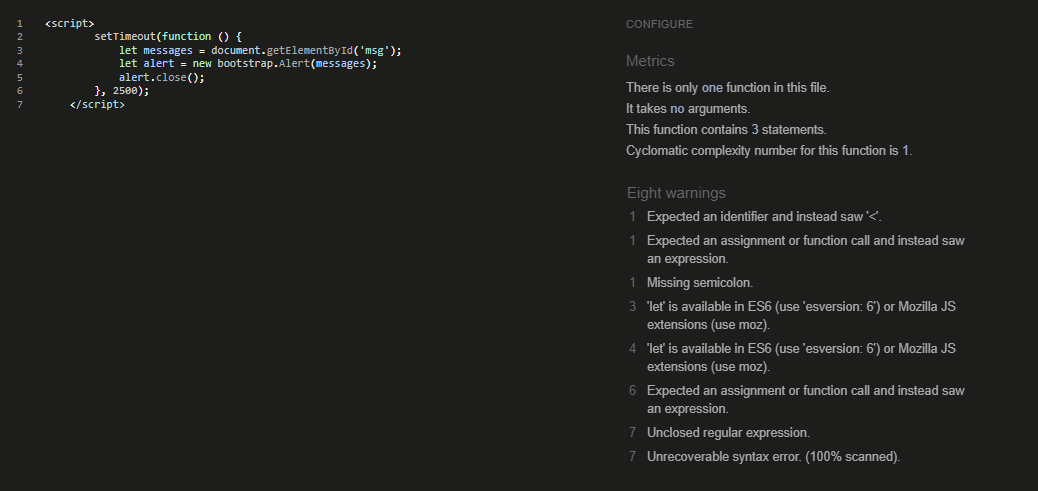 1 <script>
2 setTimeout(function () {
3 let messages = document.getElementById('msg');
4 let alert = new bootstrap.Alert(messages);
5 alert.close();
6 }, 2500);
7 </script>
CONFIGURE
Metrics
There is only one function in this file.
It takes no arguments.
This function contains 3 statements.
Cyclomatic complexity number for this function is 1.
Eight warnings
1 Expected an identifier and instead saw '<'.
1 Expected an assignment or function call and instead saw
an expression.
1 Missing semicolon.
3 'let' is available in ES6 (use 'esversion: 6') or Mozilla JS
extensions (use moz).
4 'let' is available in ES6 (use 'esversion: 6') or Mozilla JS
extensions (use moz).
6 Expected an assignment or function call and instead saw
an expression.
7 Unclosed regular expression.
7 Unrecoverable syntax error. (100% scanned).